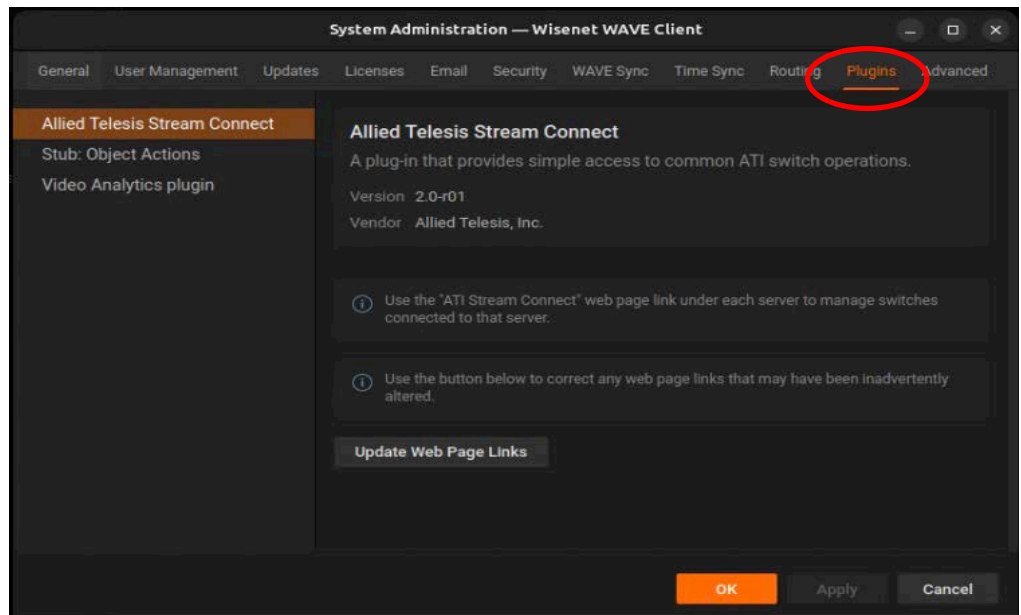 System Administration — Wisenet WAVE Client
General User Management Updates Licenses Email Security WAVE Sync Time Sync Routing Plugins Advanced
Allied Telesis Stream Connect
Stub: Object Actions
Video Analytics plugin
Allied Telesis Stream Connect
A plug-in that provides simple access to common ATI switch operations.
Version 2.0-r01
Vendor Allied Telesis, Inc.
Use the "ATI Stream Connect" web page link under each server to manage switches
connected to that server.
Use the button below to correct any web page links that may have been inadvertently
altered.
Update Web Page Links
OK Apply Cancel